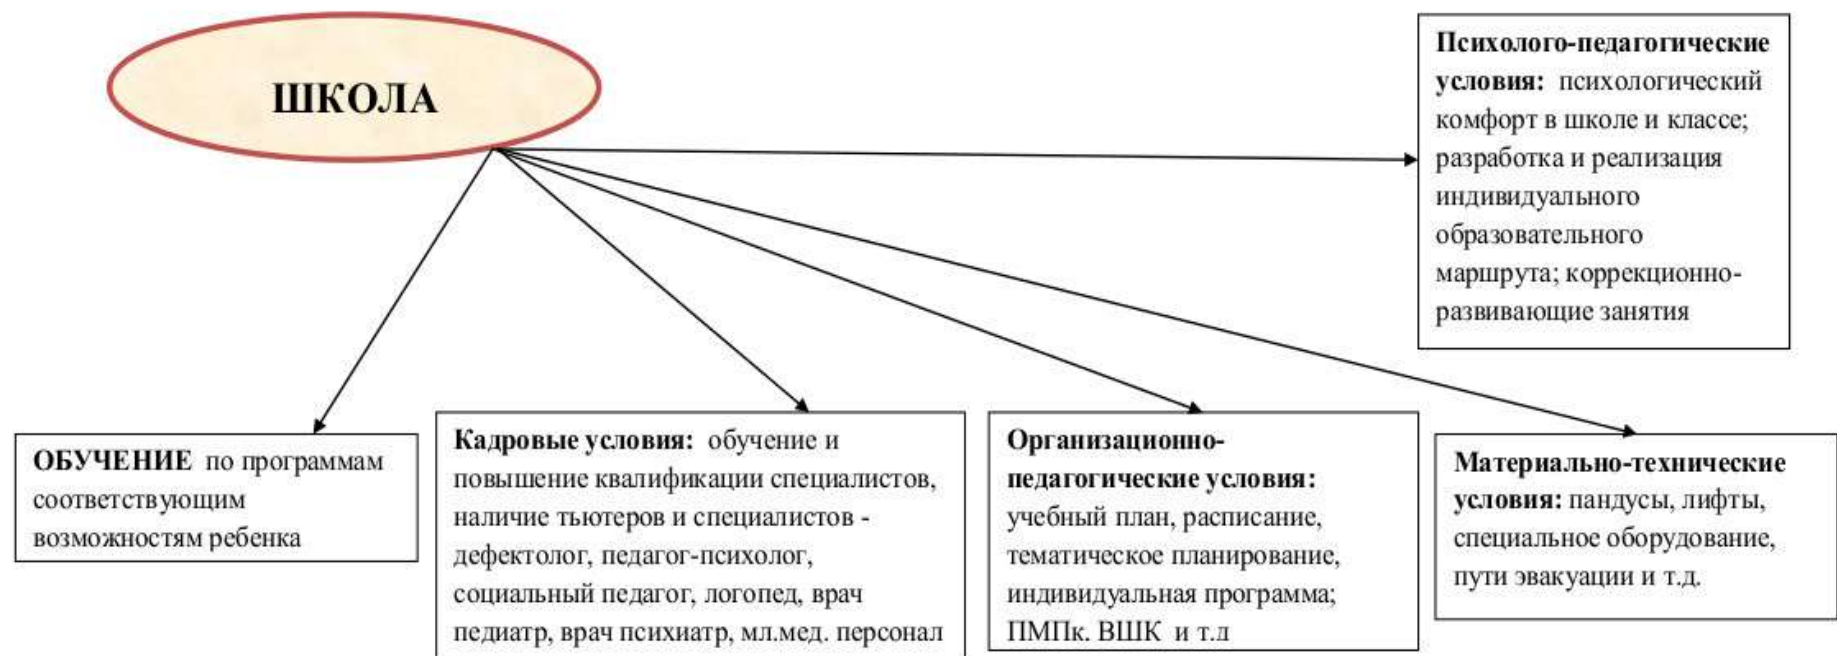 ШКОЛА
Психолого-педагогические
условия: психологический
комфорт в школе и классе;
разработка и реализация
индивидуального
образовательного
маршрута; коррекционно-
развивающие занятия
ОБУЧЕНИЕ по программам
соответствующим
возможностям ребенка
Кадровые условия: обучение и
повышение квалификации специалистов,
наличие тьютеров и специалистов -
дефектолог, педагог-психолог,
социальный педагог, логопед, врач
педиатр, врач психиатр, мл.мед. персонал
Организационно-
педагогические условия:
учебный план, расписание,
тематическое планирование,
индивидуальная программа;
ПМПк. ВШК и т.д
Материально-технические
условия: пандусы, лифты,
специальное оборудование,
пути эвакуации и т.д.